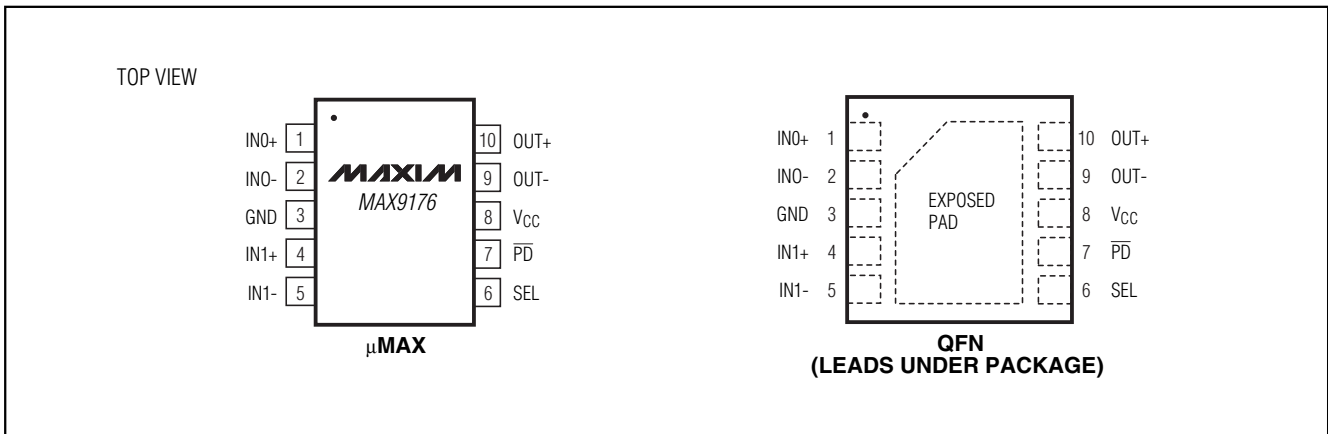 TOP VIEW
IN0+ 1
IN0- 2
GND 3
IN1+ 4
IN1- 5
MAXIM
MAX9176
10 OUT+
9 OUT-
8 VCC
7 P̅D̅
6 SEL
μMAX
IN0+ 1
IN0- 2
GND 3
IN1+ 4
IN1- 5
EXPOSED
PAD
10 OUT+
9 OUT-
8 VCC
7 P̅D̅
6 SEL
QFN
(LEADS UNDER PACKAGE)